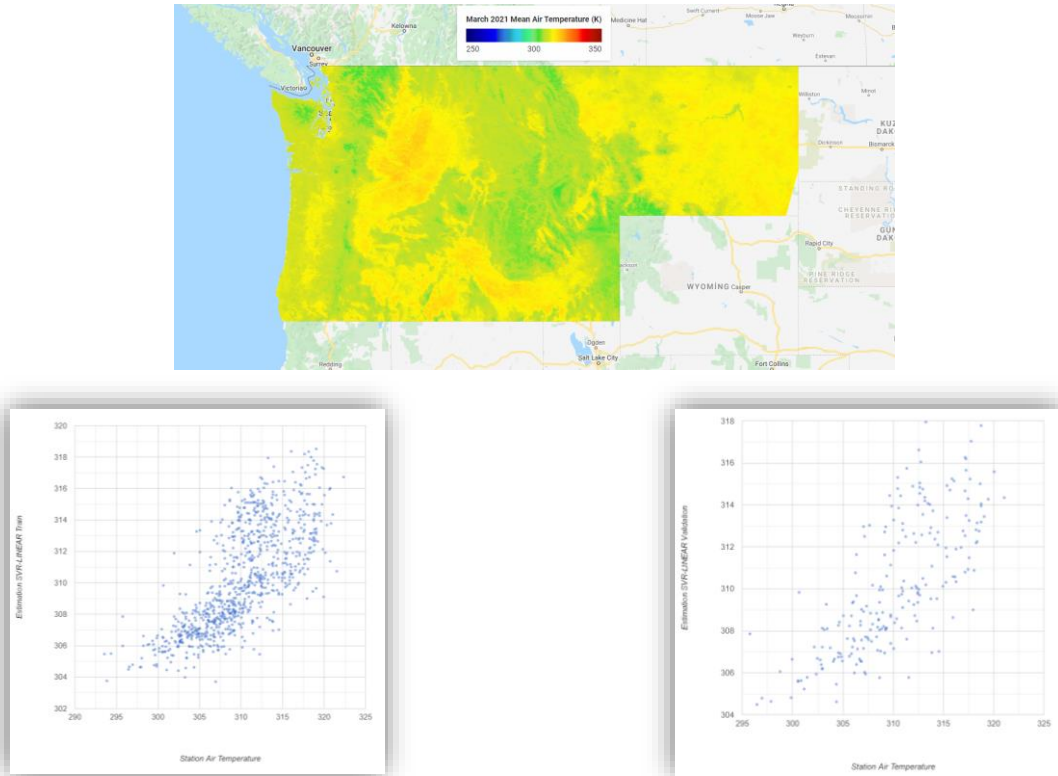 Kelowna
Medicine Hat
Swift Current
Moose Jaw
March 2021 Mean Air Temperature (K)
250 300 350
Weyburn
Estevan
Vancouver
Surrey
Victoria
Williston
Minot
Dickinson
Bismarck
STANDING RO
CHEYENNE RI
RESERVATION
Rapid City
PINE RIDGE
RESERVATION
WYOMING Casper
Ogden
Salt Lake City
Redding
Fort Collins
320
318
316
314
312
310
308
306
304
302
290 295 300 305 310 315 320 325
Estimation SVR-LINEAR Train
Station Air Temperature
318
316
314
312
310
308
306
304
300 305 310 315 320 325
Estimation SVR-LINEAR Validation
Station Air Temperature